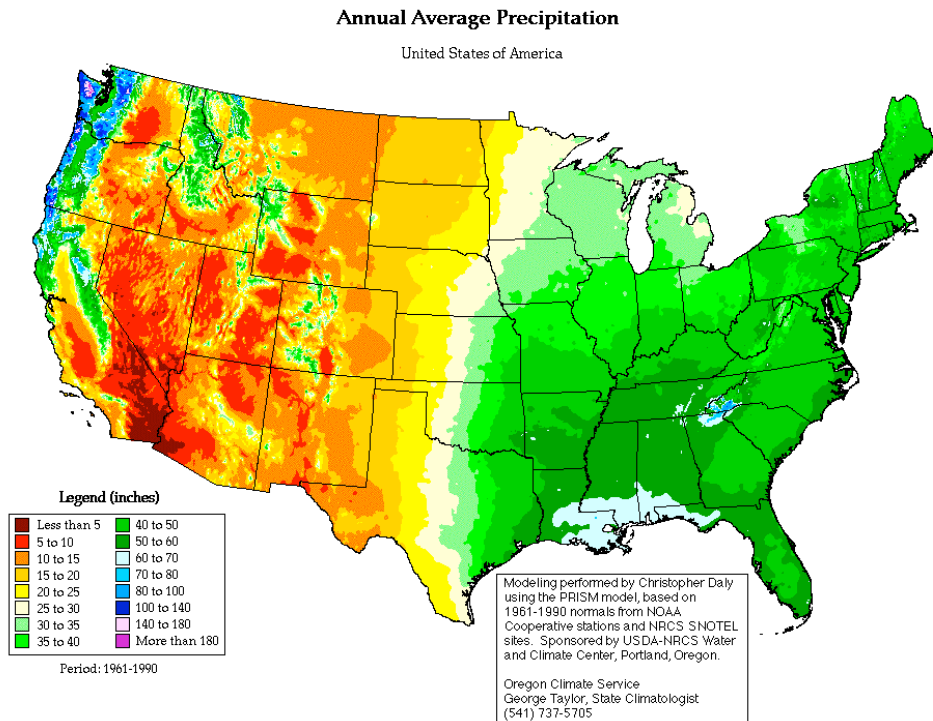 Annual Average Precipitation
United States of America
Legend (inches)
Less than 5
5 to 10
10 to 15
15 to 20
20 to 25
25 to 30
30 to 35
35 to 40
40 to 50
50 to 60
60 to 70
70 to 80
80 to 100
100 to 140
140 to 180
More than 180
Period: 1961-1990
Modeling performed by Christopher Daly
using the PRISM model, based on
1961-1990 normals from NOAA
Cooperative stations and NRCS SNOTEL
sites. Sponsored by USDA-NRCS Water
and Climate Center, Portland, Oregon.
Oregon Climate Service
George Taylor, State Climatologist
(541) 737-5705